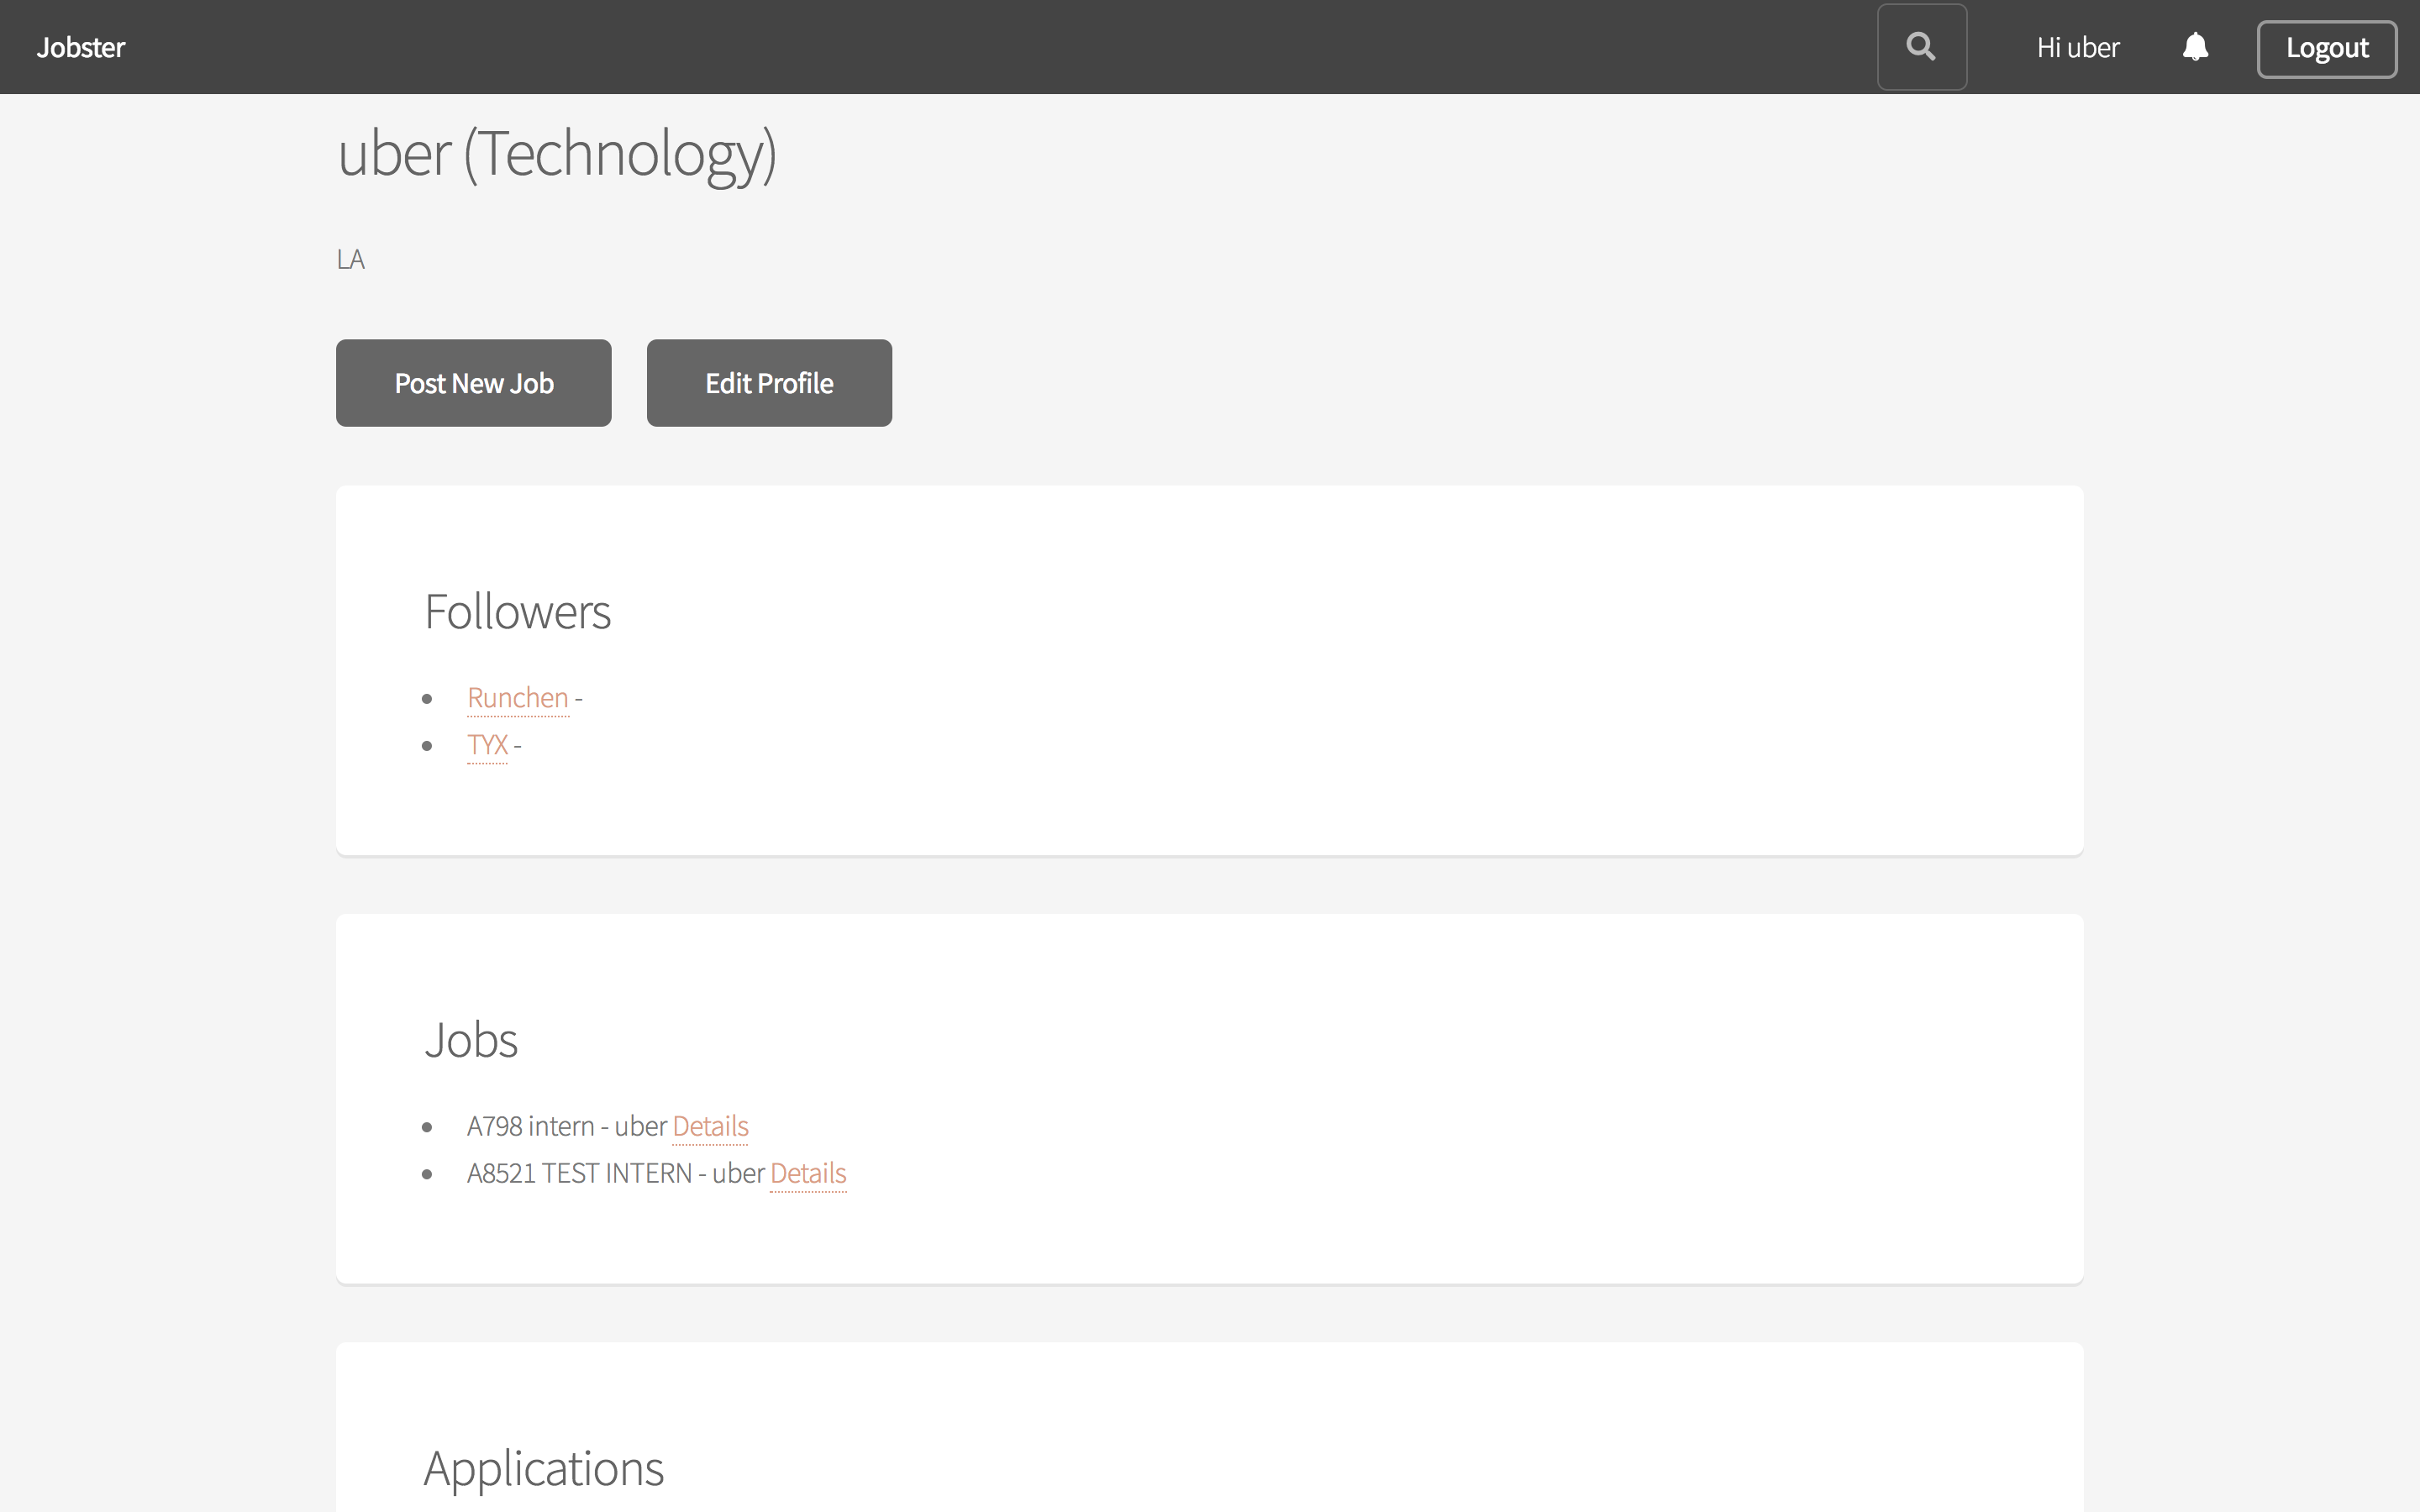 Jobster
Hi uber
Logout
uber (Technology)
LA
Post New Job
Edit Profile
Followers
Runchen -
TYX -
Jobs
A798 intern - uber Details
A8521 TEST INTERN - uber Details
Applications